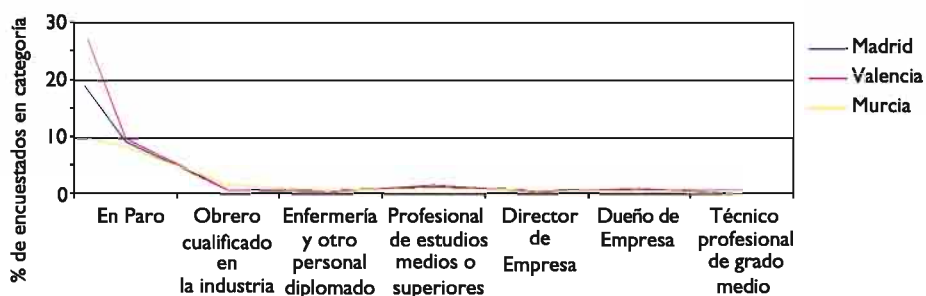 % de encuestados en categoría
30
20
10
0
Madrid
Valencia
Murcia
En Paro
Obrero
cualificado
en
la industria
Enfermería
y otro
personal
diplomado
Profesional
de estudios
medios o
superiores
Director
de
Empresa
Dueño de
Empresa
Técnico
profesional
de grado
medio